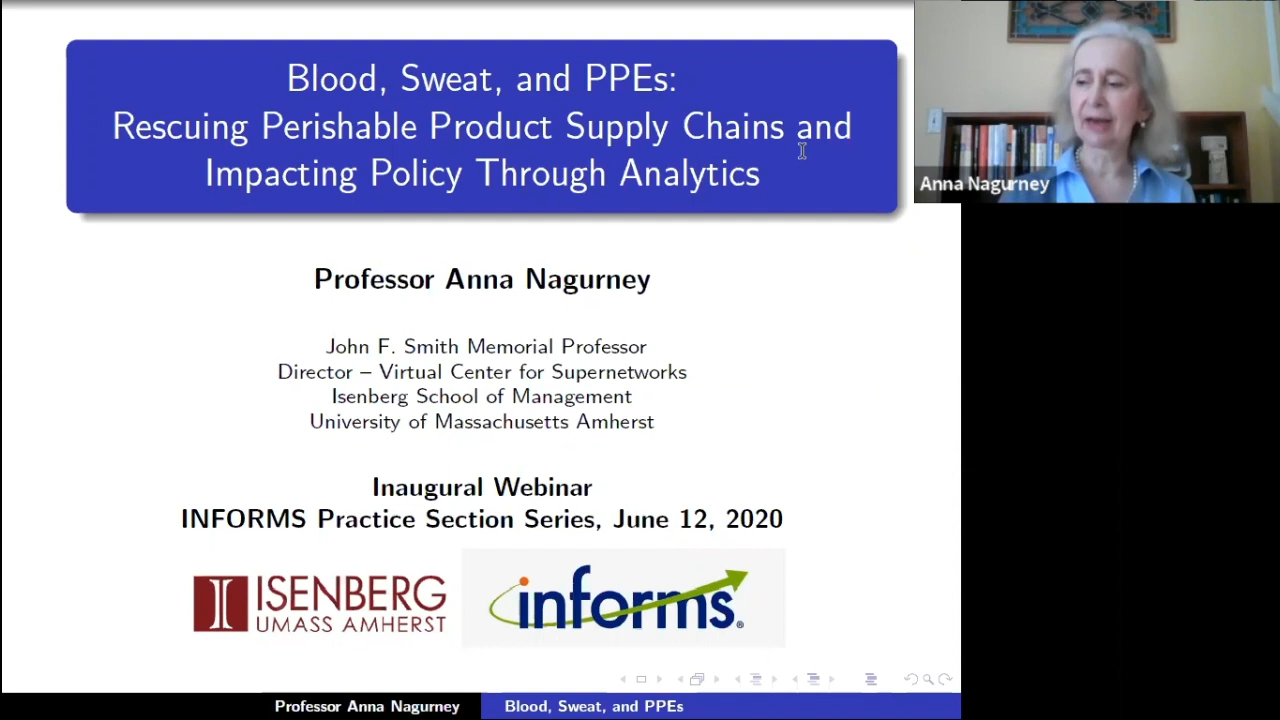 Blood, Sweat, and PPEs:
Rescuing Perishable Product Supply Chains and
Impacting Policy Through Analytics
Anna Nagurney
Professor Anna Nagurney
John F. Smith Memorial Professor
Director – Virtual Center for Supernetworks
Isenberg School of Management
University of Massachusetts Amherst
Inaugural Webinar
INFORMS Practice Section Series, June 12, 2020
ISENBERG
UMASS AMHERST
informs®
Professor Anna Nagurney
Blood, Sweat, and PPEs